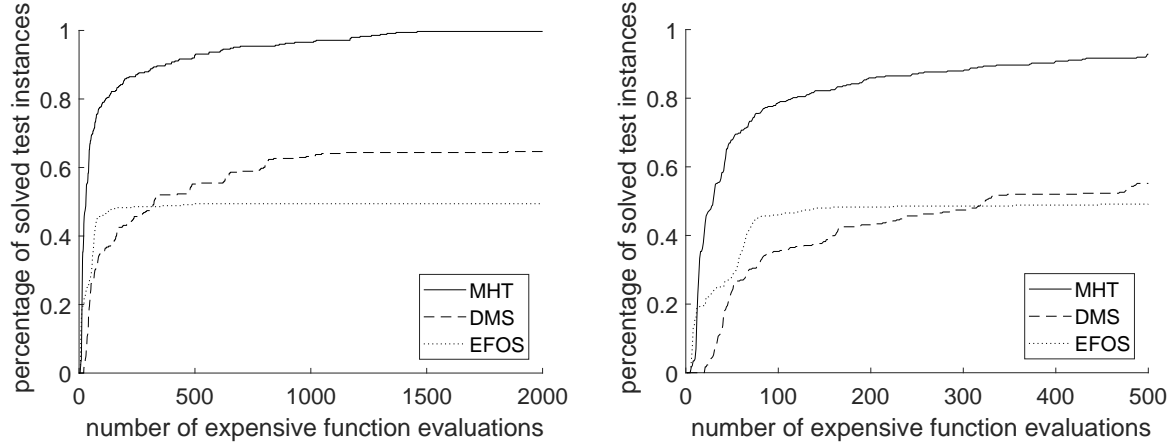 percentage of solved test instances
1
0.8
0.6
0.4
0.2
0
0 500 1000 1500 2000
number of expensive function evaluations
MHT
DMS
EFOS
percentage of solved test instances
1
0.8
0.6
0.4
0.2
0
0 100 200 300 400 500
number of expensive function evaluations
MHT
DMS
EFOS